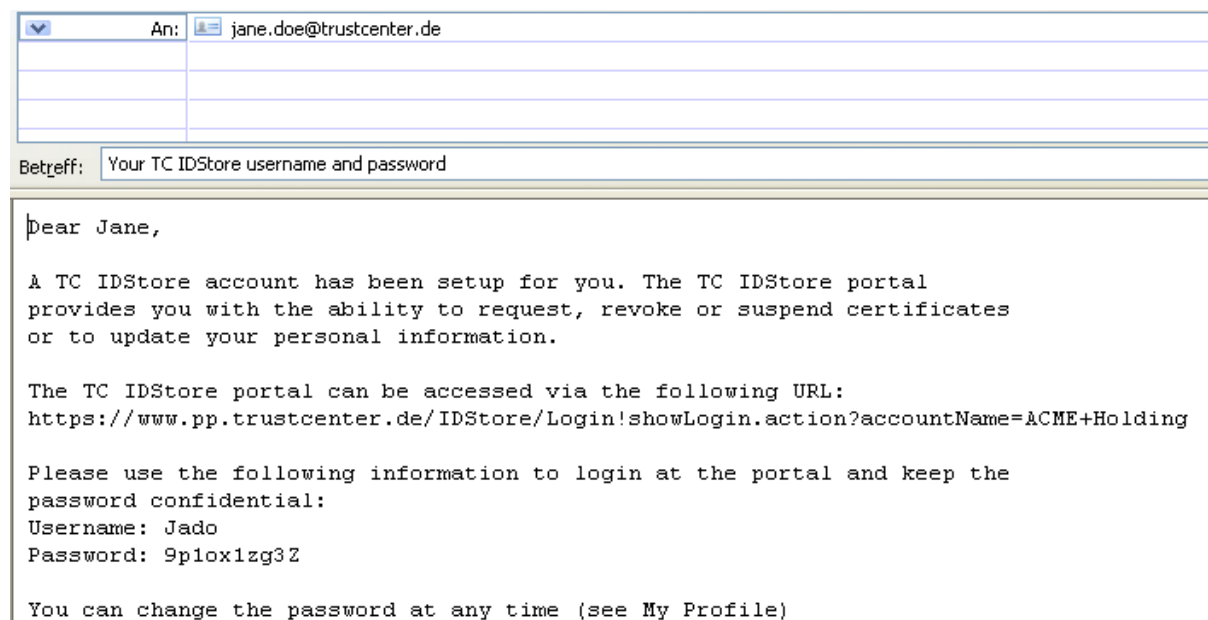 An: jane.doe@trustcenter.de
Betreff: Your TC IDStore username and password
Dear Jane,
A TC IDStore account has been setup for you. The TC IDStore portal
provides you with the ability to request, revoke or suspend certificates
or to update your personal information.
The TC IDStore portal can be accessed via the following URL:
https://www.pp.trustcenter.de/IDStore/Login!showLogin.action?accountName=ACME+Holding
Please use the following information to login at the portal and keep the
password confidential:
Username: Jado
Password: 9p1ox1zg3Z
You can change the password at any time (see My Profile)